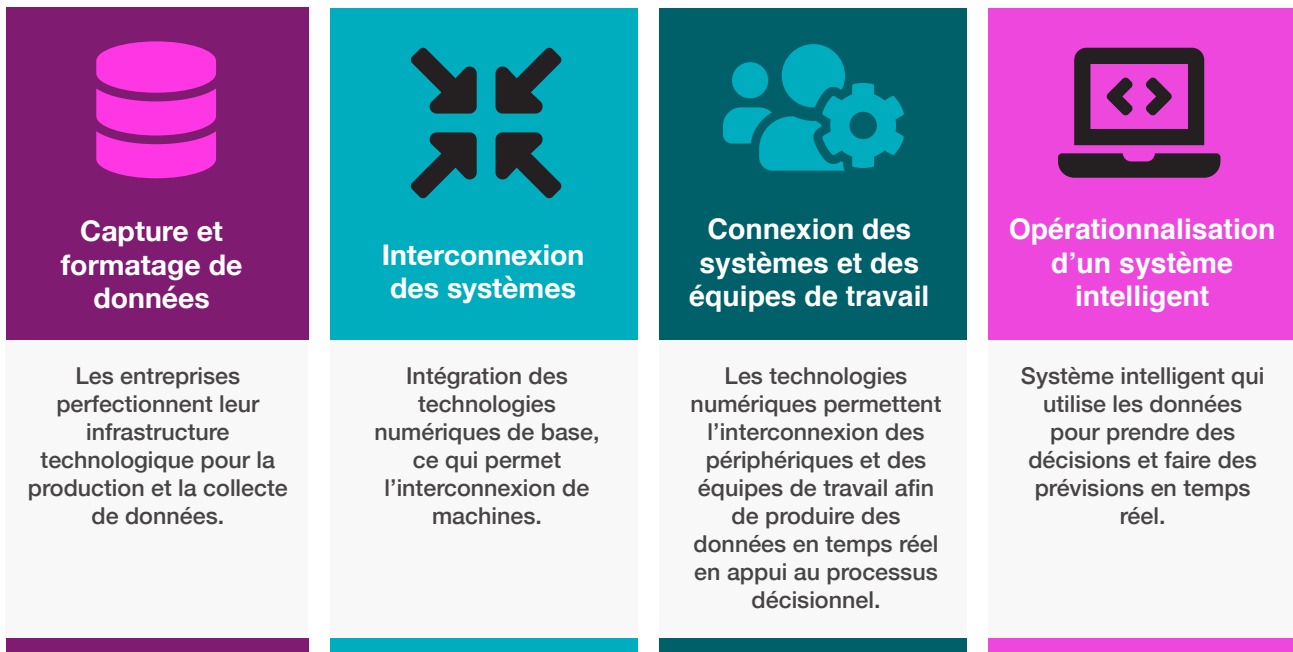 Capture et
formatage de
données
Les entreprises
perfectionnent leur
infrastructure
technologique pour la
production et la collecte
de données.
Interconnexion
des systèmes
Intégration des
technologies
numériques de base,
ce qui permet
l’interconnexion de
machines.
Connexion des
systèmes et des
équipes de travail
Les technologies
numériques permettent
l’interconnexion des
périphériques et des
équipes de travail afin
de produire des
données en temps réel
en appui au processus
décisionnel.
Opérationnalisation
d’un système
intelligent
Système intelligent qui
utilise les données
pour prendre des
décisions et faire des
prévisions en temps
réel.